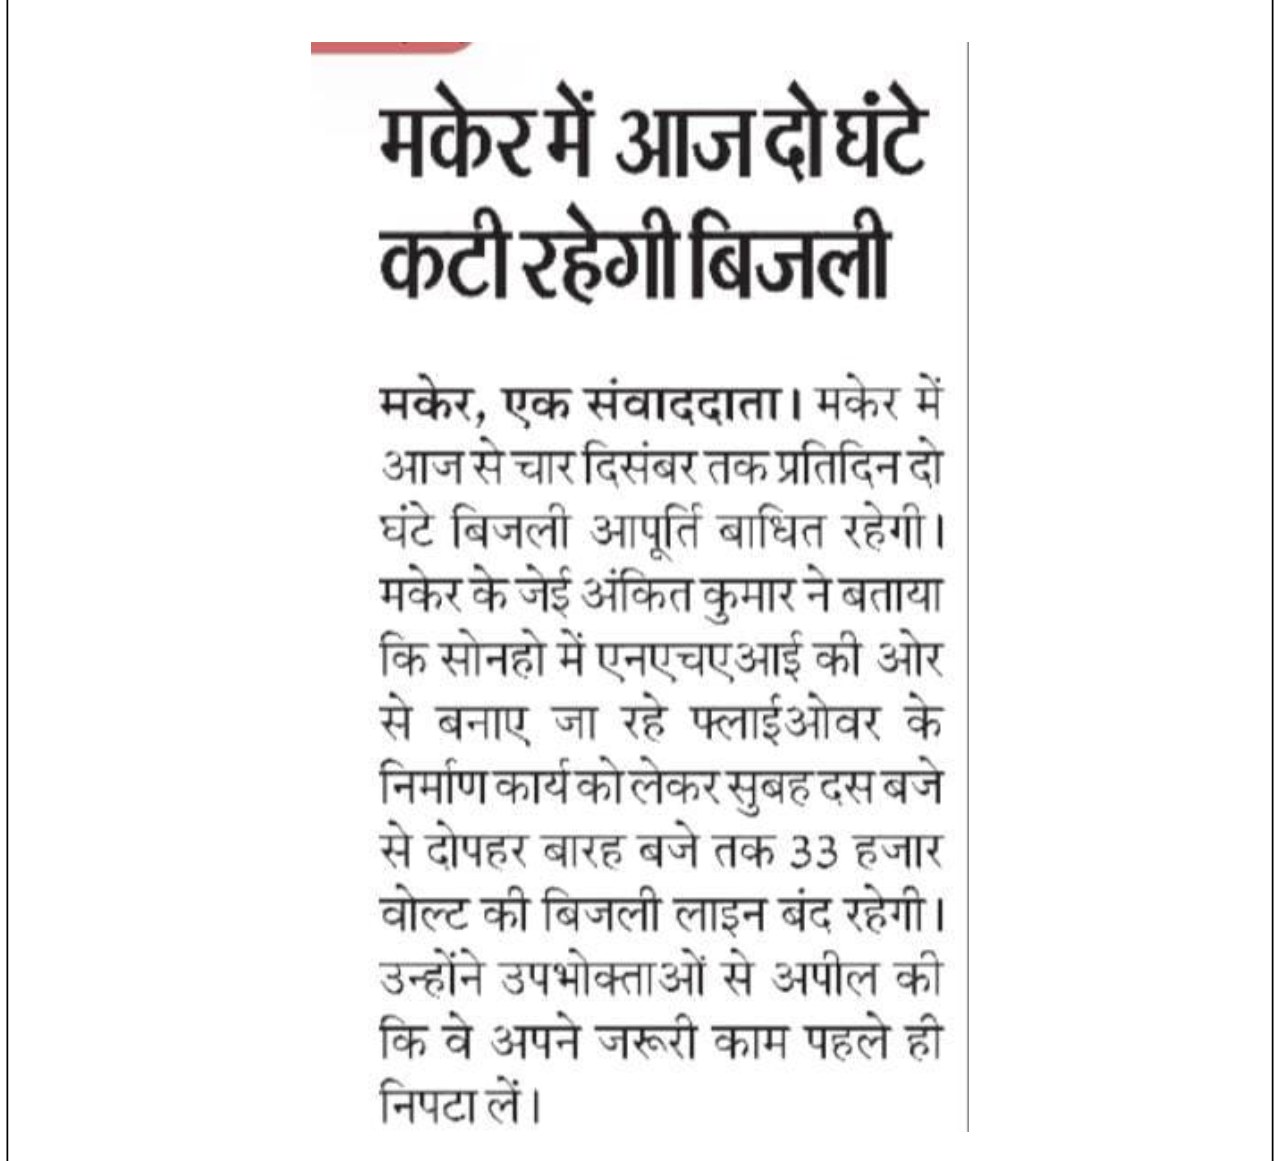 मकेर में आज दो घंटे
कटी रहेगी बिजली
मकेर, एक संवाददाता। मकेर में
आज से चार दिसंबर तक प्रतिदिन दो
घंटे बिजली आपूर्ति बाधित रहेगी।
मकेर के जेई अंकित कुमार ने बताया
कि सोनहो में एनएचएआई की ओर
से बनाए जा रहे फ्लाईओवर के
निर्माण कार्य को लेकर सुबह दस बजे
से दोपहर बारह बजे तक 33 हजार
वोल्ट की बिजली लाइन बंद रहेगी।
उन्होंने उपभोक्ताओं से अपील की
कि वे अपने जरूरी काम पहले ही
निपटा लें।